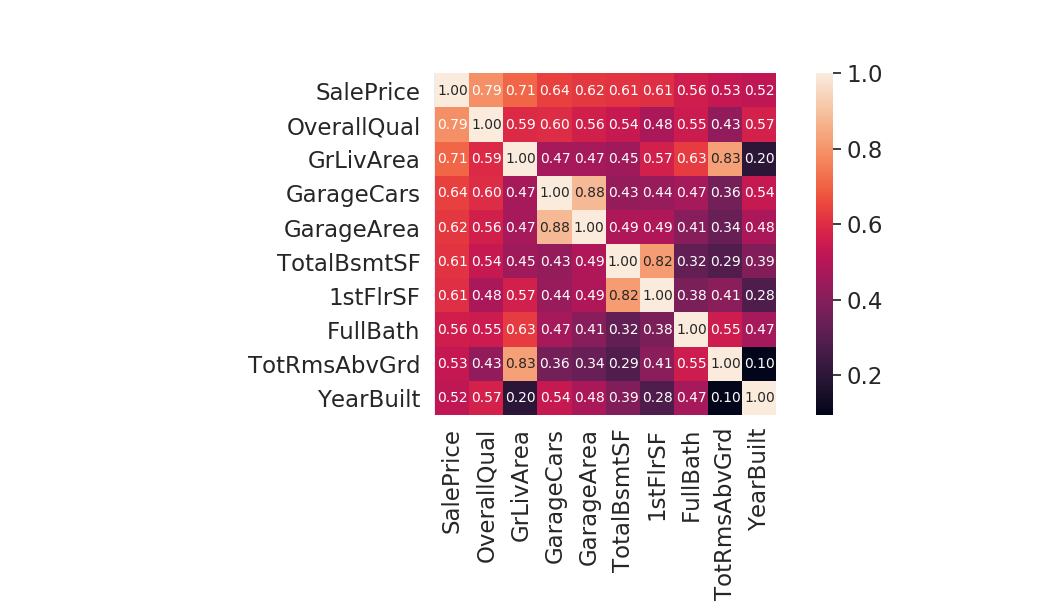 SalePrice 1.00 0.79 0.71 0.64 0.62 0.61 0.61 0.56 0.53 0.52
OverallQual 0.79 1.00 0.59 0.60 0.56 0.54 0.48 0.55 0.43 0.57
GrLivArea 0.71 0.59 1.00 0.47 0.47 0.45 0.57 0.63 0.83 0.20
GarageCars 0.64 0.60 0.47 1.00 0.88 0.43 0.44 0.47 0.36 0.54
GarageArea 0.62 0.56 0.47 0.88 1.00 0.49 0.49 0.41 0.34 0.48
TotalBsmtSF 0.61 0.54 0.45 0.43 0.49 1.00 0.82 0.32 0.29 0.39
1stFlrSF 0.61 0.48 0.57 0.44 0.49 0.82 1.00 0.38 0.41 0.28
FullBath 0.56 0.55 0.63 0.47 0.41 0.32 0.38 1.00 0.55 0.47
TotRmsAbvGrd 0.53 0.43 0.83 0.36 0.34 0.29 0.41 0.55 1.00 0.10
YearBuilt 0.52 0.57 0.20 0.54 0.48 0.39 0.28 0.47 0.10 1.00
SalePrice
OverallQual
GrLivArea
GarageCars
GarageArea
TotalBsmtSF
1stFlrSF
FullBath
TotRmsAbvGrd
YearBuilt
1.0
0.8
0.6
0.4
0.2